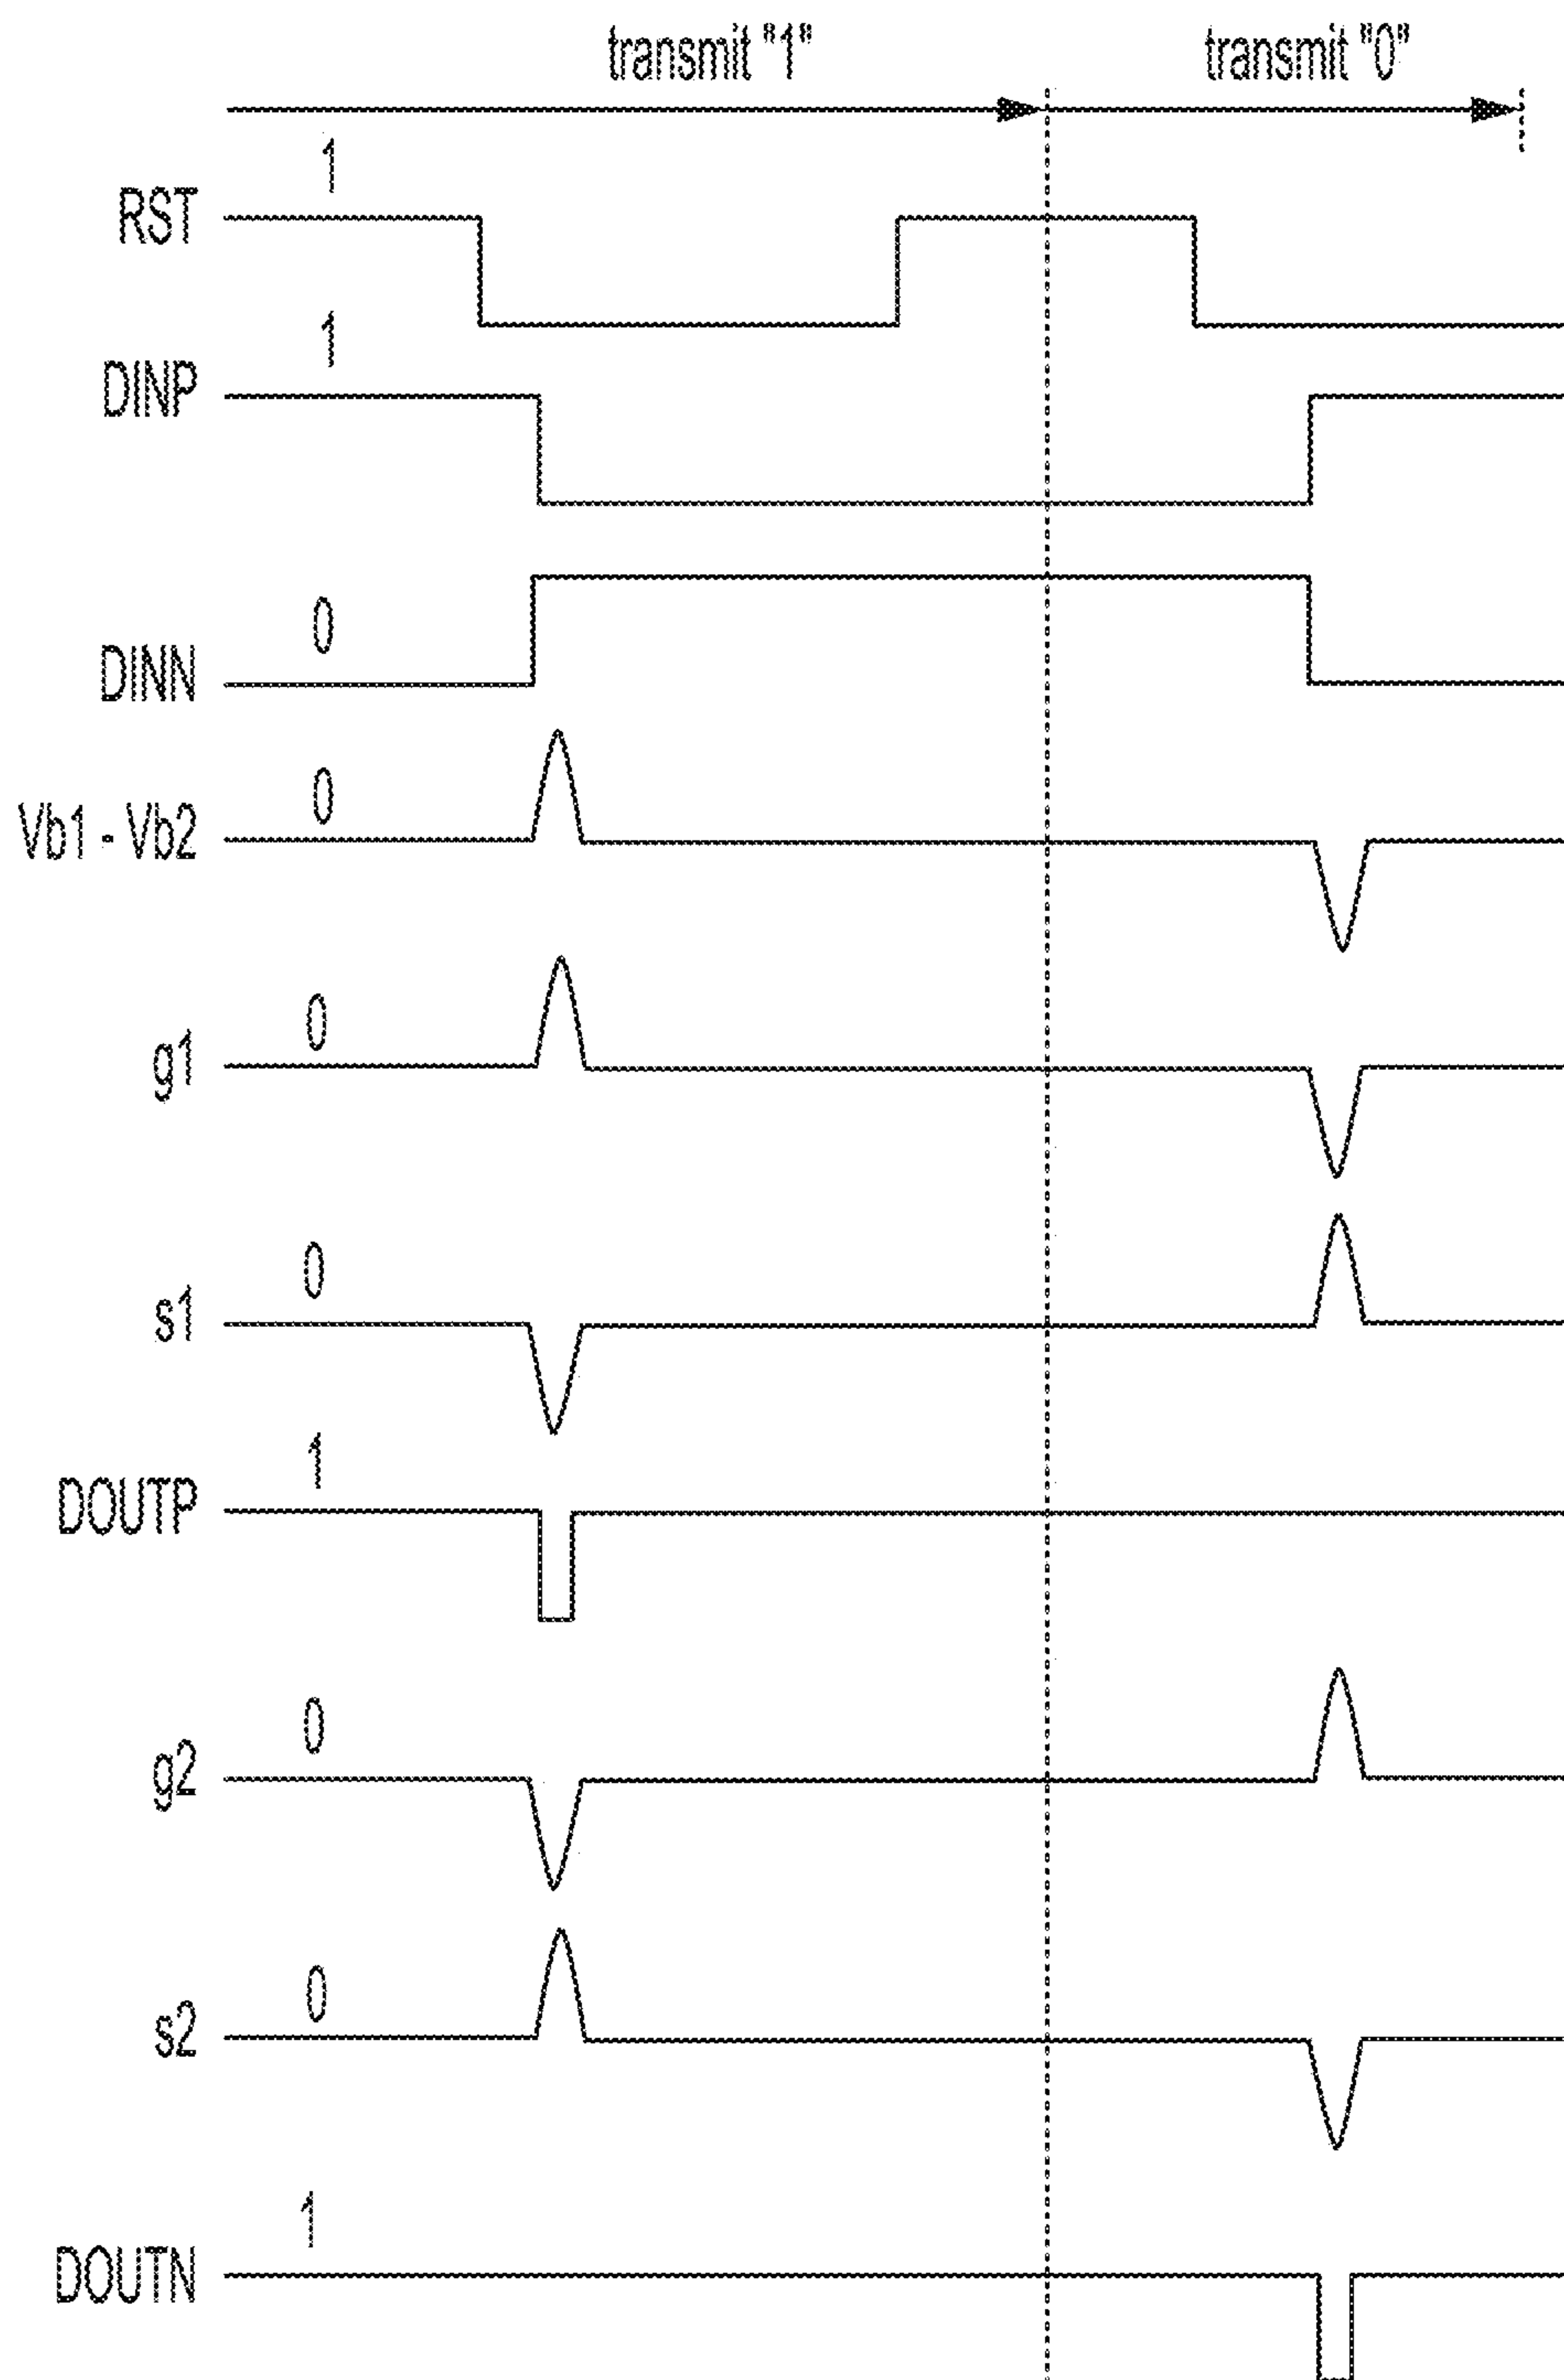 transmit "1" transmit "0"
1
RST
1
DINP
0
DINN
0
Vb1 - Vb2
0
g1
0
s1
1
DOUTP
0
g2
0
s2
1
DOUTN